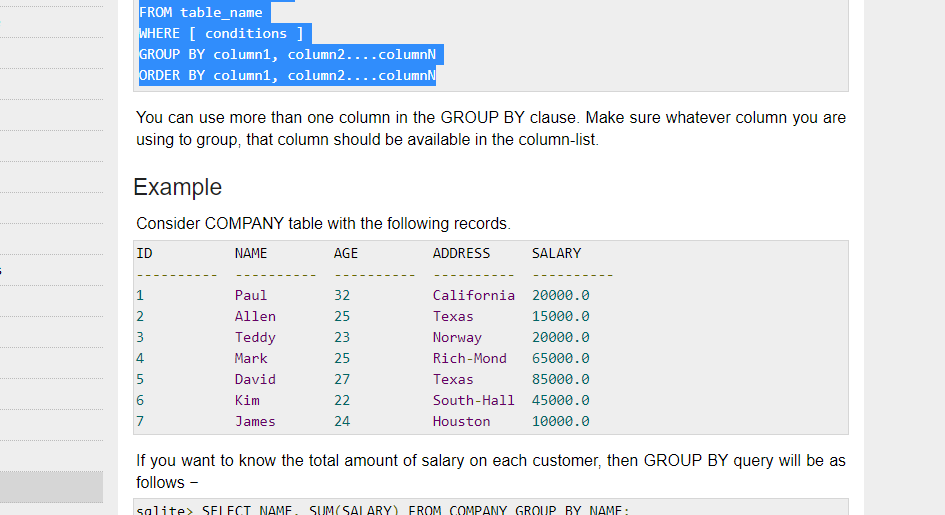 FROM table_name
WHERE [ conditions ]
GROUP BY column1, column2....columnN
ORDER BY column1, column2....columnN
You can use more than one column in the GROUP BY clause. Make sure whatever column you are
using to group, that column should be available in the column-list.
Example
Consider COMPANY table with the following records.
ID NAME AGE ADDRESS SALARY
---------- ---------- ---------- ---------- ----------
1 Paul 32 California 20000.0
2 Allen 25 Texas 15000.0
3 Teddy 23 Norway 20000.0
4 Mark 25 Rich-Mond 65000.0
5 David 27 Texas 85000.0
6 Kim 22 South-Hall 45000.0
7 James 24 Houston 10000.0
If you want to know the total amount of salary on each customer, then GROUP BY query will be as
follows −
sqlite> SELECT NAME, SUM(SALARY) FROM COMPANY GROUP BY NAME;